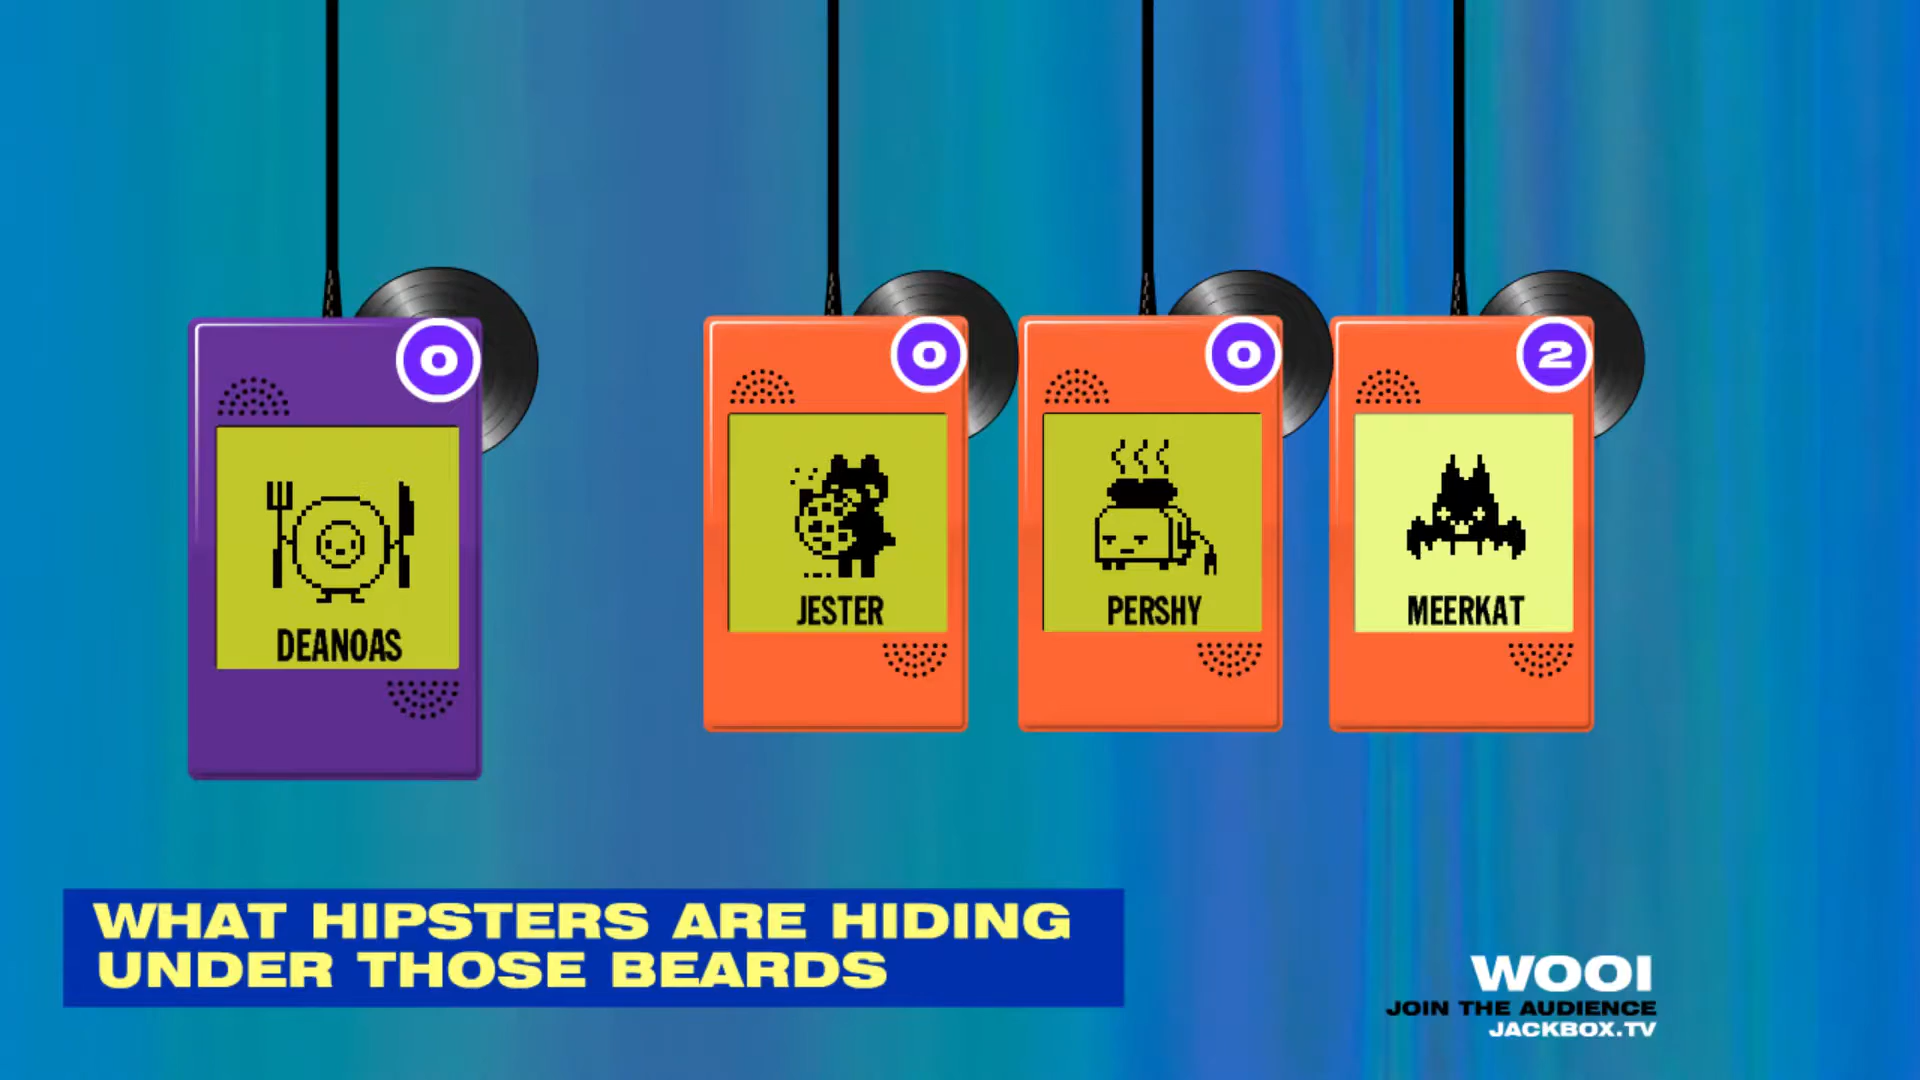 0
0
0
2
DEANOAS
JESTER
PERSHY
MEERKAT
WHAT HIPSTERS ARE HIDING
UNDER THOSE BEARDS
WOOI
JOIN THE AUDIENCE
JACKBOX.TV